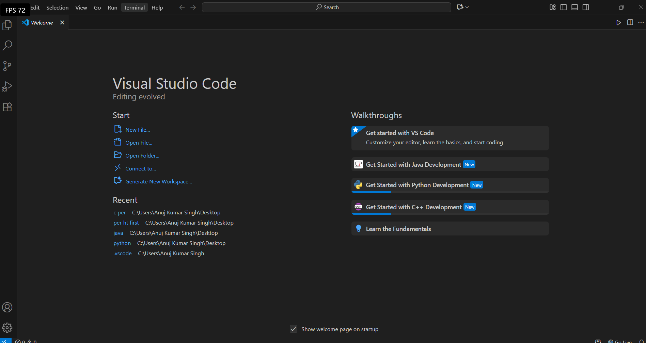 FPS 72
Edit Selection View Go Run Terminal Help
Search
Welcome
Visual Studio Code
Editing evolved
Start
New File...
Open File...
Open Folder...
Connect to...
Generate New Workspace...
Recent
C:\Users\Anuj Kumar Singh\Desktop
C:\Users\Anuj Kumar Singh\Desktop
java C:\Users\Anuj Kumar Singh\Desktop
python C:\Users\Anuj Kumar Singh\Desktop
.vscode C:\Users\Anuj Kumar Singh
Walkthroughs
Get started with VS Code
Customize your editor, learn the basics, and start coding
Get Started with Java Development New
Get Started with Python Development New
Get Started with C++ Development New
Learn the Fundamentals
Show welcome page on startup